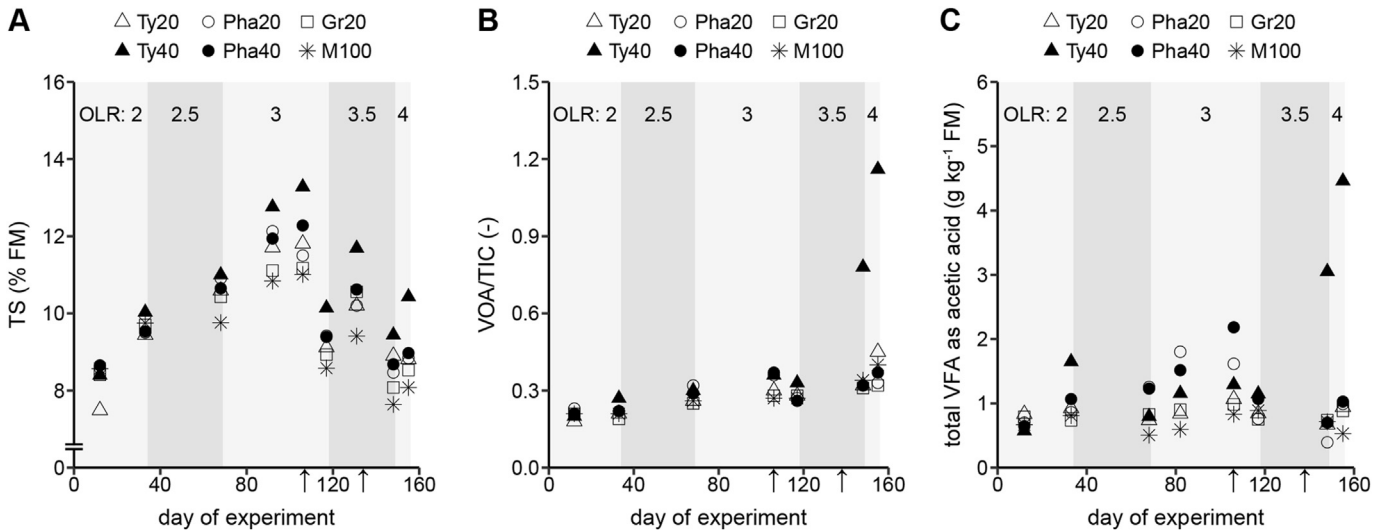 A
△ Ty20 ○ Pha20 □ Gr20
▲ Ty40 ● Pha40 ✳ M100
16
14
12
10
8
0
TS (% FM)
OLR: 2 2.5 3 3.5 4
0 40 80 120 160
↑ ↑
day of experiment
B
△ Ty20 ○ Pha20 □ Gr20
▲ Ty40 ● Pha40 ✳ M100
1.5
1.2
0.9
0.6
0.3
0.0
VOA/TIC (-)
OLR: 2 2.5 3 3.5 4
0 40 80 120 160
↑ ↑
day of experiment
C
△ Ty20 ○ Pha20 □ Gr20
▲ Ty40 ● Pha40 ✳ M100
6
5
4
3
2
1
0
total VFA as acetic acid (g kg⁻¹ FM)
OLR: 2 2.5 3 3.5 4
0 40 80 120 160
↑ ↑
day of experiment